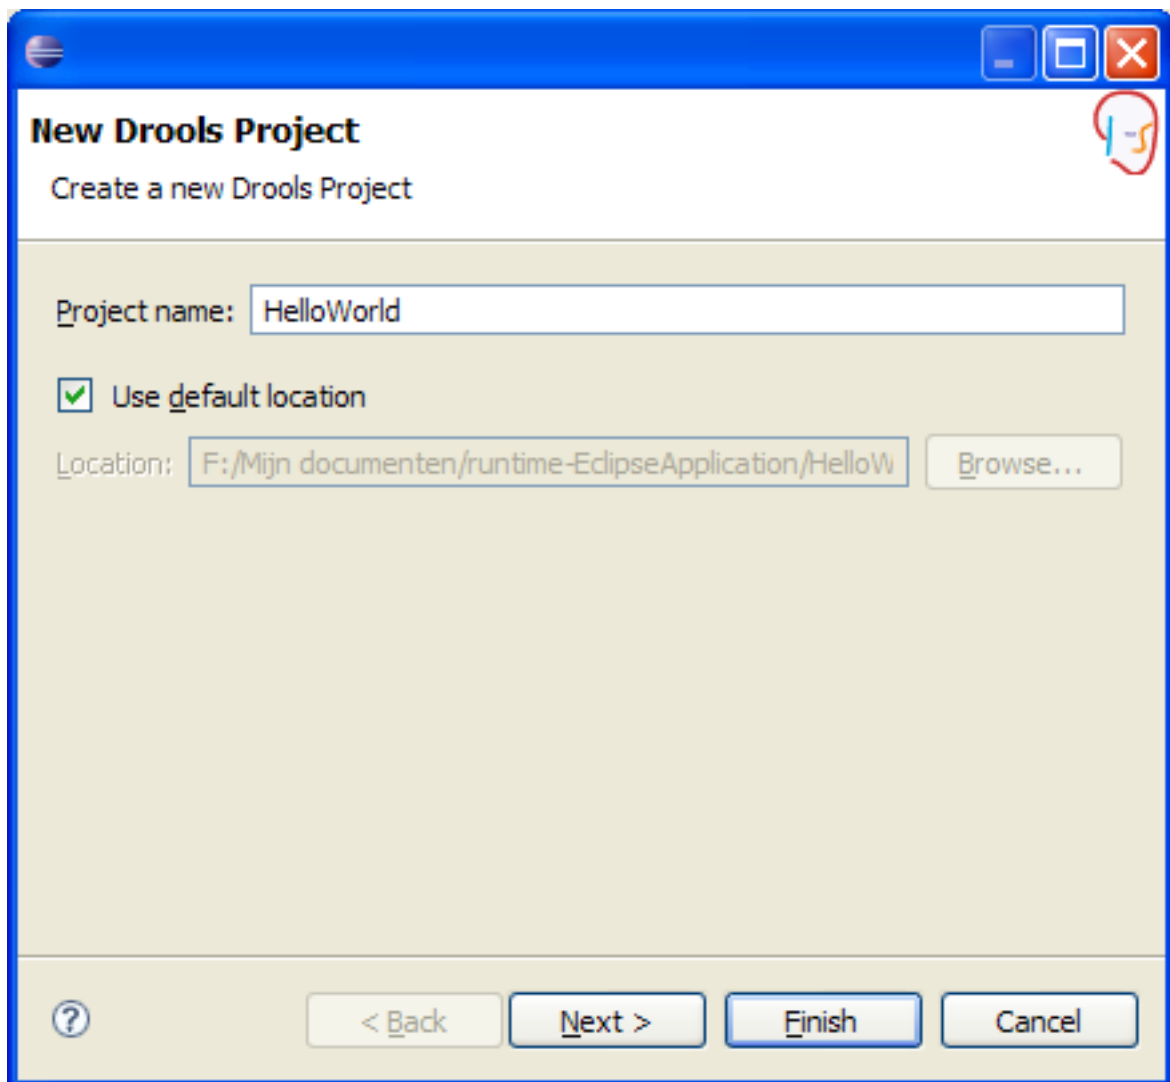 New Drools Project
Create a new Drools Project
Project name: HelloWorld
Use default location
Location: F:/Mijn documenten/runtime-EclipseApplication/HelloW Browse...
? < Back Next > Finish Cancel